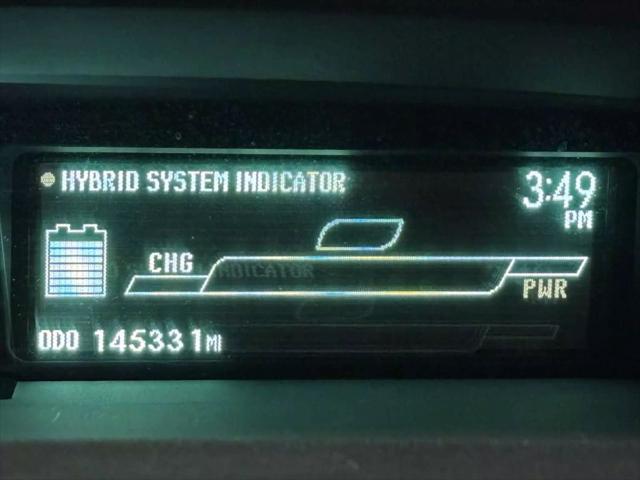 HYBRID SYSTEM INDICATOR
3:49
PM
CHG
INDICATOR
PWR
ODO 145331MI